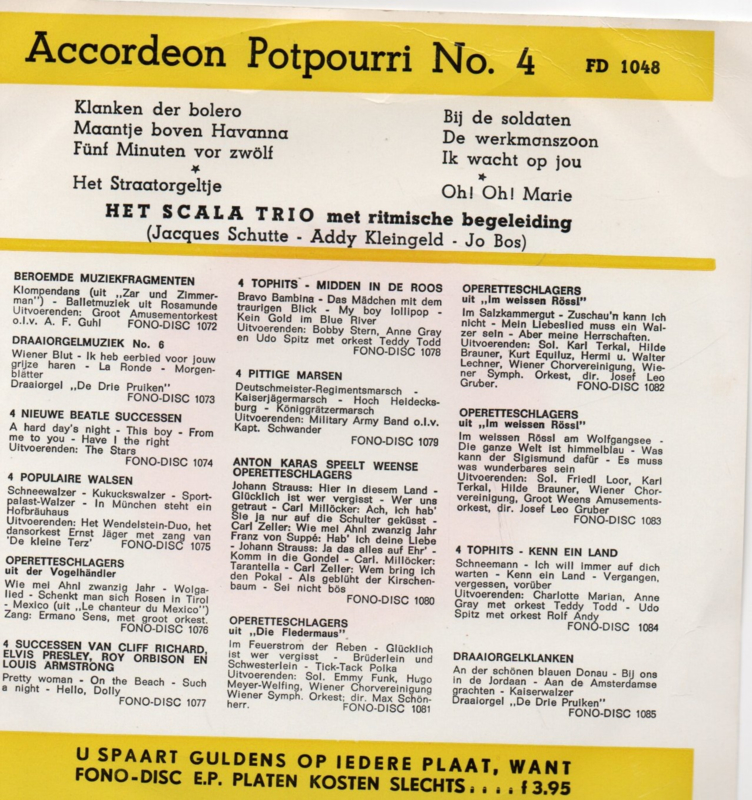 Accordeon Potpourri No. 4 FD 1048
Klanken der bolero
Maantje boven Havanna
Fünf Minuten vor zwölf
*
Het Straatorgeltje
Bij de soldaten
De werkmanszoon
Ik wacht op jou
*
Oh! Oh! Marie
HET SCALA TRIO met ritmische begeleiding
(Jacques Schutte - Addy Kleingeld - Jo Bos)
BEROEMDE MUZIEKFRAGMENTEN
Klompendans (uit „Zar und Zimmer-
man") - Balletmuziek uit Rosamunde
Uitvoerenden: Groot Amusementorkest
o.l.v. A. F. Guhl FONO-DISC 1072
DRAAIORGELMUZIEK No. 6
Wiener Blut - Ik heb eerbied voor jouw
grijze haren - La Ronde - Morgen-
blätter
Draaiorgel „De Drie Pruiken"
FONO-DISC 1073
4 NIEUWE BEATLE SUCCESSEN
A hard day's night - This boy - From
me to you - Have I the right
Uitvoerenden: The Stars
FONO-DISC 1074
4 POPULAIRE WALSEN
Schneewalzer - Kukuckswalzer - Sport-
palast-Walzer - In München steht ein
Hofbräuhaus
Uitvoerenden: Het Wendelstein-Duo, het
dansorkest Ernst Jäger met zang van
'De kleine Terz' FONO-DISC 1075
OPERETTESCHLAGERS
uit der Vogelhändler
Wie mel Ahnl zwanzig Jahr - Wolga-
lied - Schenkt man sich Rosen in Tirol
- Mexico (uit „Le chanteur du Mexico")
Zang: Ermano Sens, met groot orkest.
FONO-DISC 1076
4 SUCCESSEN VAN CLIFF RICHARD,
ELVIS PRESLEY, ROY ORBISON EN
LOUIS ARMSTRONG
Pretty woman - On the Beach - Such
a night - Hello, Dolly
FONO-DISC 1077
4 TOPHITS - MIDDEN IN DE ROOS
Bravo Bambina - Das Mädchen mit dem
traurigen Blick - My boy lollipop -
Kein Gold im Blue River
Uitvoerenden: Bobby Stern, Anne Gray
en Udo Spitz met orkest Teddy Todd
FONO-DISC 1078
4 PITTIGE MARSEN
Deutschmeister-Regimentsmarsch -
Kaiserjägermarsch - Hoch Heidecks-
burg - Königgrätzermarsch
Uitvoerenden: Military Army Band o.l.v.
Kapt. Schwander
FONO-DISC 1079
ANTON KARAS SPEELT WEENSE
OPERETTESCHLAGERS
Johann Strauss: Hier in diesem Land -
Glücklich ist wer vergisst - Wer uns
getraut - Carl Millöcker: Ach, ich hab'
Sie ja nur auf die Schulter geküsst -
Carl Zeller: Wie mel Ahnl zwanzig Jahr
Franz von Suppé: Hab' ich deine Liebe
- Johann Strauss: Ja das alles auf Ehr' -
Komm in die Gondel - Carl. Millöcker:
Tarantella - Carl Zeller: Wem bring ich
den Pokal - Als geblüht der Kirschen-
baum - Sei nicht bös
FONO-DISC 1080
OPERETTESCHLAGERS
uit „Die Fledermaus"
Im Feuerstrom der Reben - Glücklich
ist wer vergisst - Brüderlein und
Schwesterlein - Tick-Tack Polka
Uitvoerenden: Sol. Emmy Funk, Hugo
Meyer-Welfing, Wiener Chorvereinigung
Wiener Symph. Orkest; dir. Max Schön-
herr. FONO-DISC 1081
OPERETTESCHLAGERS
uit „Im weissen Rössl"
Im Salzkammergut - Zuschau'n kann ich
nicht - Mein Liebeslied muss ein Wal-
zer sein - Aber meine Herrschaften.
Uitvoerenden: Sol. Karl Terkal, Hilde
Brauner, Kurt Equiluz, Hermi u. Walter
Lechner, Wiener Chorvereinigung, Wie-
ner Symph. Orkest, dir. Josef Leo
Gruber. FONO-DISC 1082
OPERETTESCHLAGERS
uit „Im weissen Rössl"
Im weissen Rössl am Wolfgangsee -
Die ganze Welt ist himmelblau - Was
kann der Sigismund dafür - Es muss
was wunderbares sein
Uitvoerenden: Sol. Friedl Loor, Karl
Terkal, Hilde Brauner, Wiener Chor-
vereinigung, Groot Weens Amusements-
orkest, dir. Josef Leo Gruber
FONO-DISC 1083
4 TOPHITS - KENN EIN LAND
Schneemann - Ich will immer auf dich
warten - Kenn ein Land - Vergangen,
vergessen, vorüber
Uitvoerenden: Charlotte Marian, Anne
Gray met orkest Teddy Todd - Udo
Spitz met orkest Rolf Andy
FONO-DISC 1084
DRAAIORGELKLANKEN
An der schönen blauen Donau - Bij ons
in de Jordaan - Aan de Amsterdamse
grachten - Kaiserwalzer
Draaiorgel „De Drie Pruiken"
FONO-DISC 1085
U SPAART GULDENS OP IEDERE PLAAT, WANT
FONO-DISC E.P. PLATEN KOSTEN SLECHTS.... f 3.95